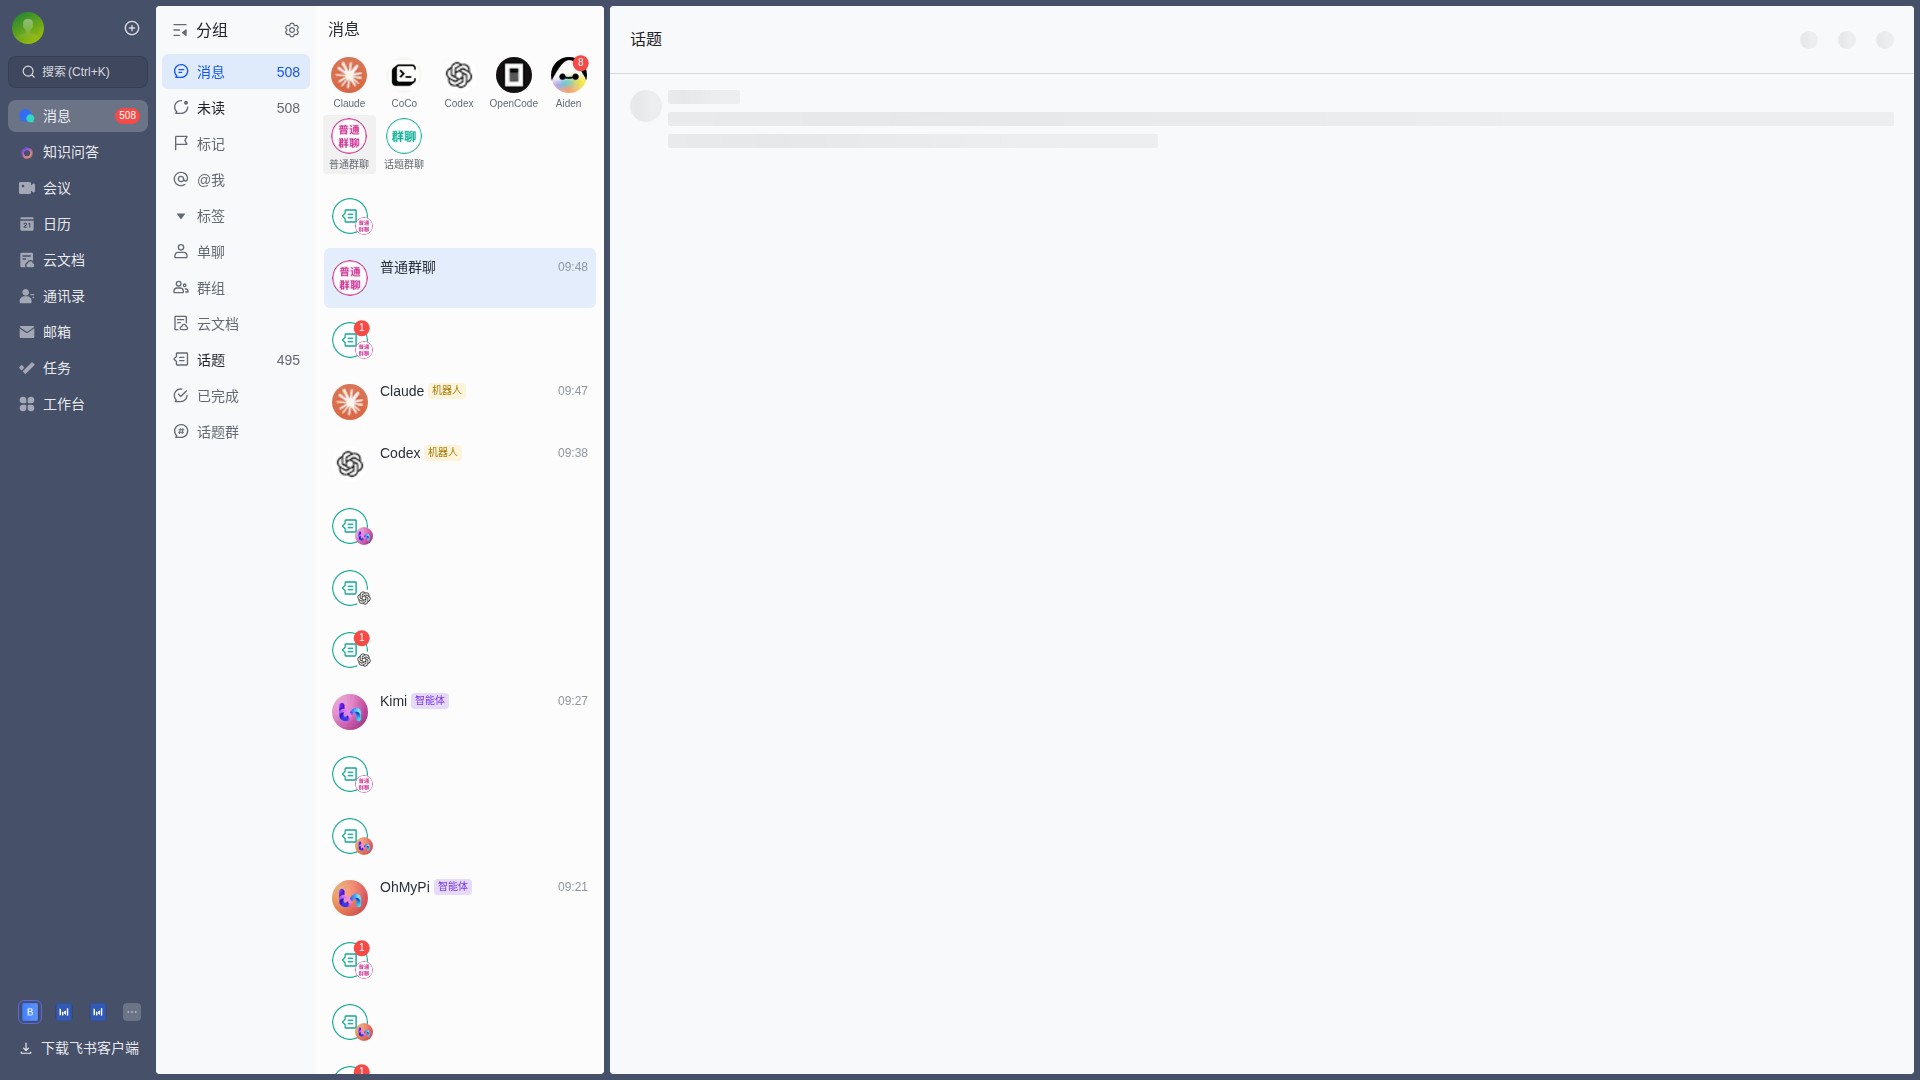 搜索 (Ctrl+K)
消息
508
知识问答
会议
日历
云文档
通讯录
邮箱
任务
工作台
B
下载飞书客户端
分组
消息
508
未读
508
标记
@我
标签
单聊
群组
云文档
话题
495
已完成
话题群
消息
8
Claude
CoCo
Codex
OpenCode
Aiden
普通
群聊
群聊
普通群聊
话题群聊
普通
群聊
普通群聊
09:48
1
Claude
机器人
09:47
Codex
机器人
09:38
1
Kimi
智能体
09:27
OhMyPi
智能体
09:21
1
1
话题